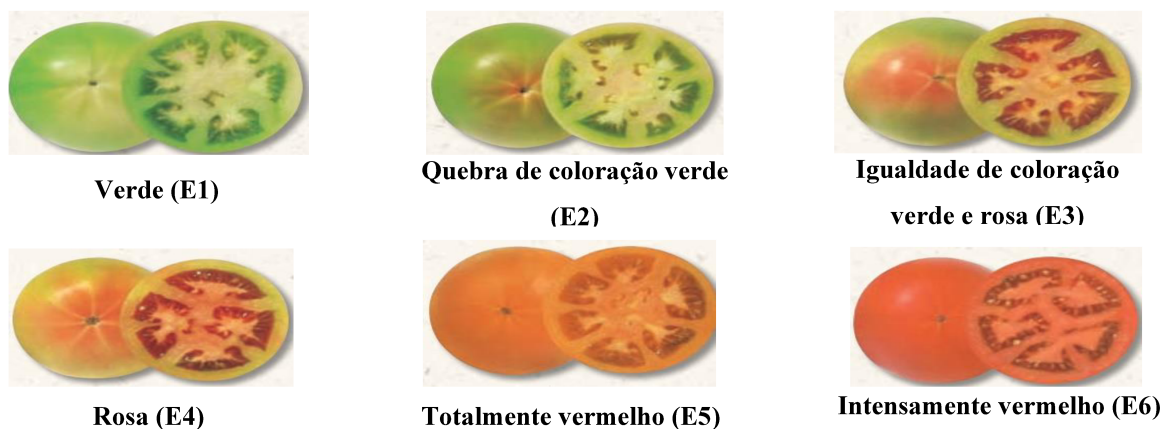 Verde (E1)
Quebra de coloração verde
(E2)
Igualdade de coloração
verde e rosa (E3)
Rosa (E4)
Totalmente vermelho (E5)
Intensamente vermelho (E6)